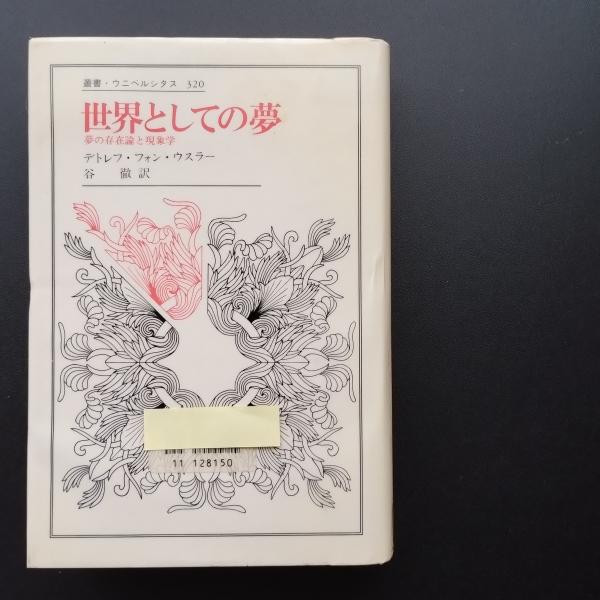 叢書・ウニベルシタス 320
世界としての夢
夢の存在論と現象学
デトレフ・フォン・ウスラー
谷 徹 訳
11 128150